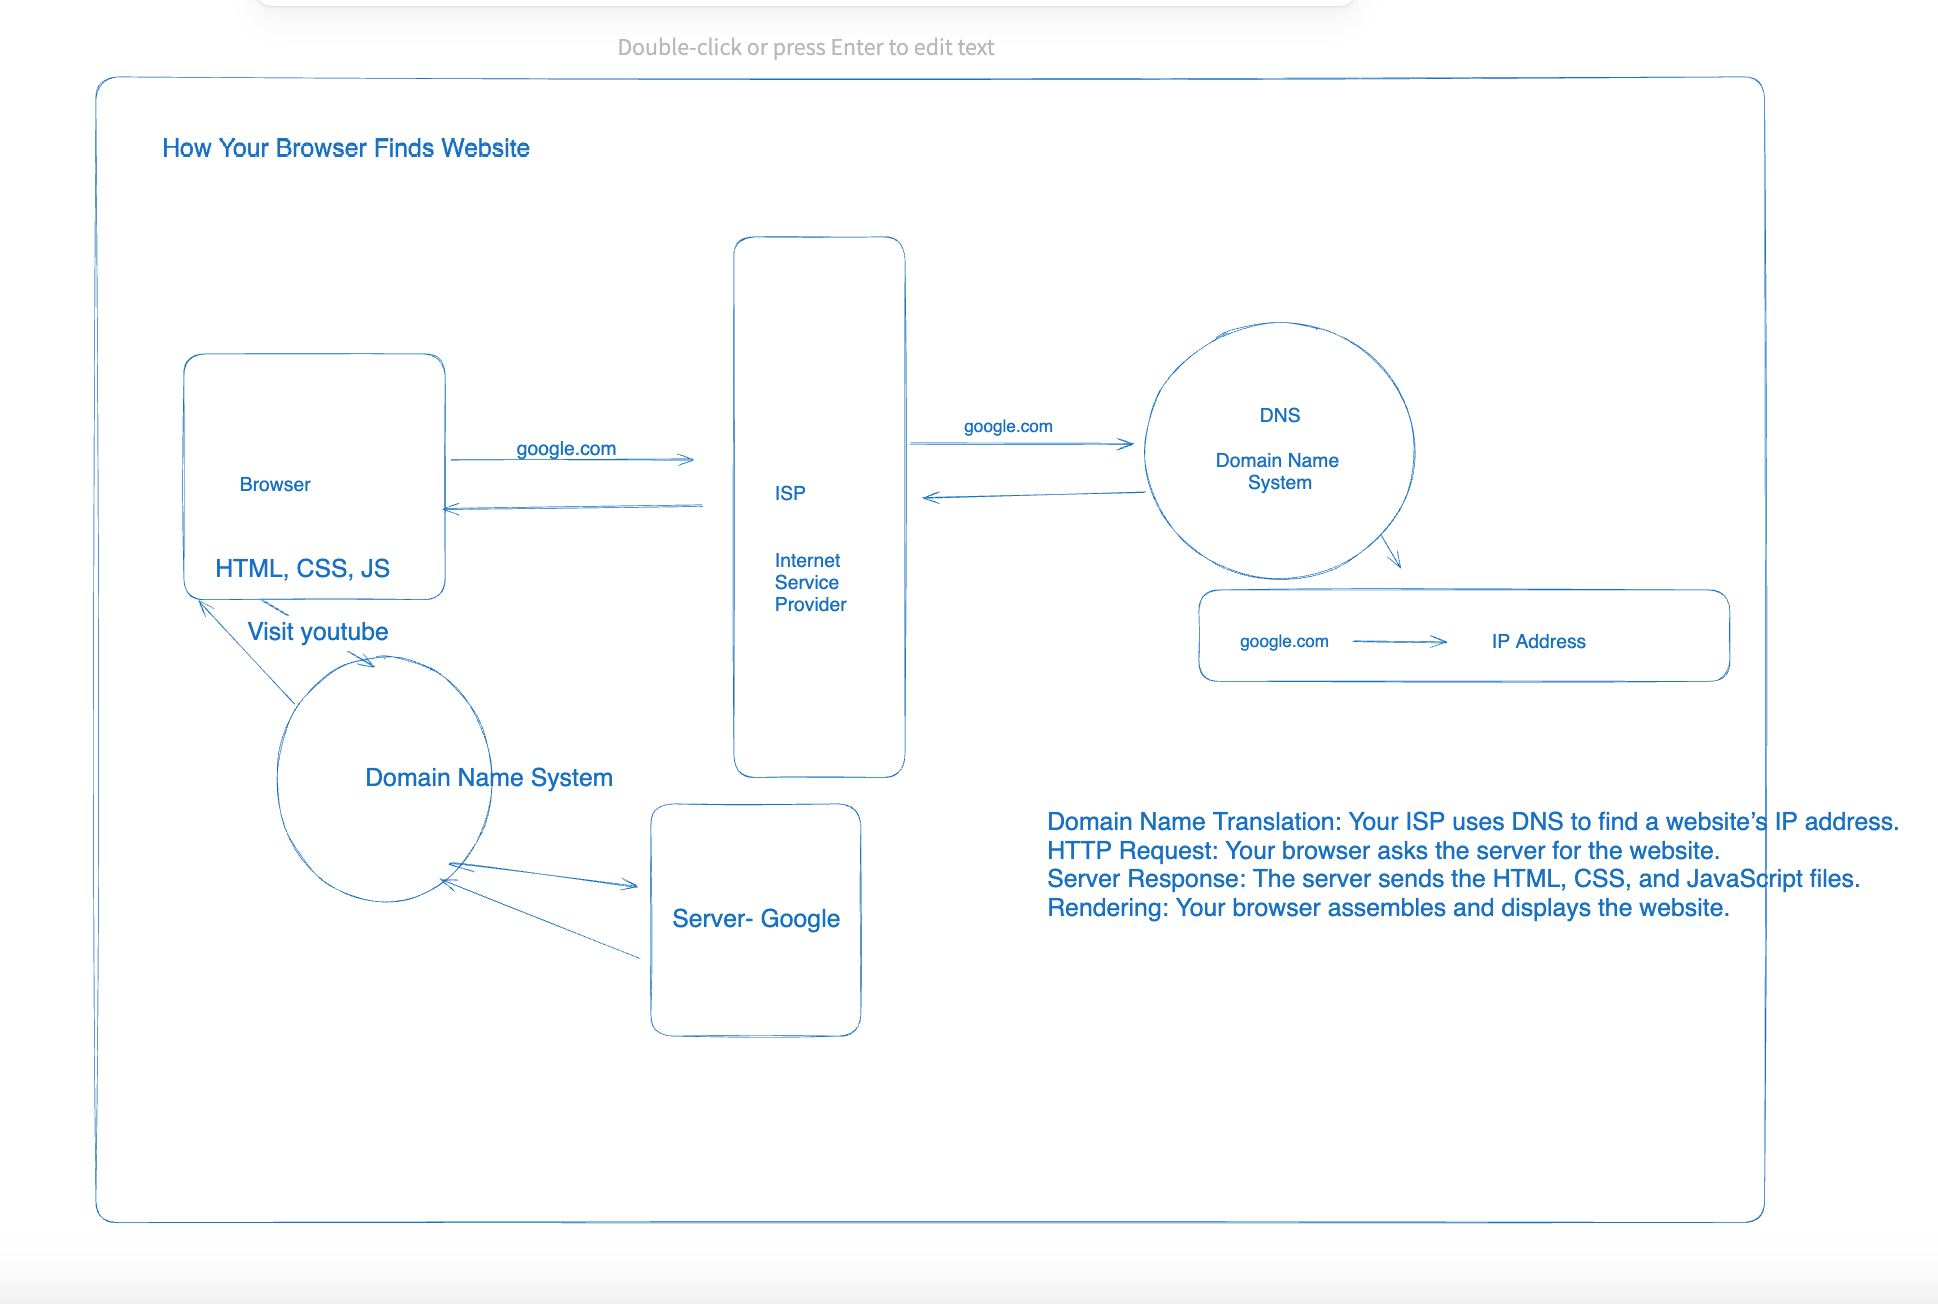 Double-click or press Enter to edit text
How Your Browser Finds Website
google.com
google.com
Browser
HTML, CSS, JS
ISP
Internet
Service
Provider
DNS
Domain Name
System
google.com
IP Address
Visit youtube
Domain Name System
Server- Google
Domain Name Translation: Your ISP uses DNS to find a website’s IP address.
HTTP Request: Your browser asks the server for the website.
Server Response: The server sends the HTML, CSS, and JavaScript files.
Rendering: Your browser assembles and displays the website.